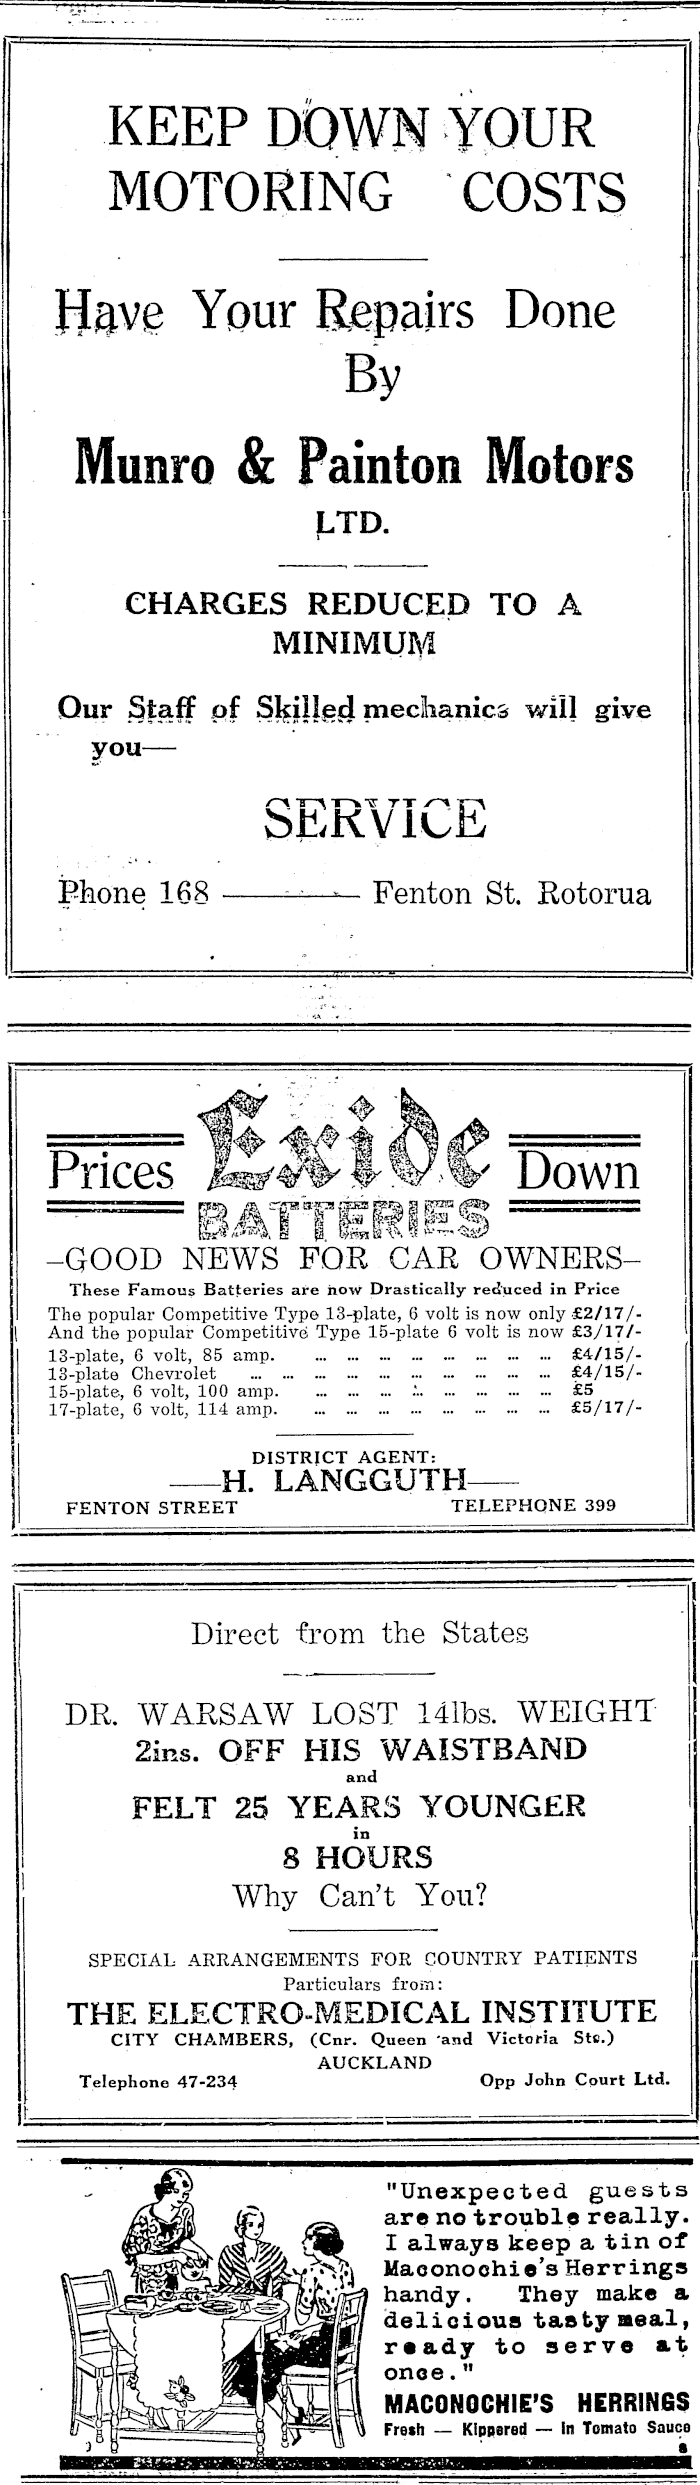 KEEP DOWN YOUR
MOTORING COSTS
Have Your Repairs Done
By
Munro & Painton Motors
LTD.
CHARGES REDUCED TO A
MINIMUM
Our Staff of Skilled mechanics will give
you—
SERVICE
Phone 168 ——— Fenton St. Rotorua
Prices Exide Down
BATTERIES
—GOOD NEWS FOR CAR OWNERS—
These Famous Batteries are now Drastically reduced in Price
The popular Competitive Type 13-plate, 6 volt is now only £2/17/-
And the popular Competitive Type 15-plate 6 volt is now £3/17/-
13-plate, 6 volt, 85 amp. ... ... ... ... ... ... ... ... £4/15/-
13-plate Chevrolet ... ... ... ... ... ... ... ... ... ... £4/15/-
15-plate, 6 volt, 100 amp. ... ... ... ... ... ... ... ... £5
17-plate, 6 volt, 114 amp. ... ... ... ... ... ... ... ... £5/17/-
DISTRICT AGENT:
—H. LANGGUTH—
FENTON STREET TELEPHONE 399
Direct from the States
DR. WARSAW LOST 14lbs. WEIGHT
2ins. OFF HIS WAISTBAND
and
FELT 25 YEARS YOUNGER
in
8 HOURS
Why Can't You?
SPECIAL ARRANGEMENTS FOR COUNTRY PATIENTS
Particulars from:
THE ELECTRO-MEDICAL INSTITUTE
CITY CHAMBERS, (Cnr. Queen and Victoria Sts.)
AUCKLAND
Telephone 47-234 Opp John Court Ltd.
"Unexpected guests
are no trouble really.
I always keep a tin of
Maconochie's Herrings
handy. They make a
delicious tasty meal,
ready to serve at
once."
MACONOCHIE'S HERRINGS
Fresh — Kippered — In Tomato Sauce
8